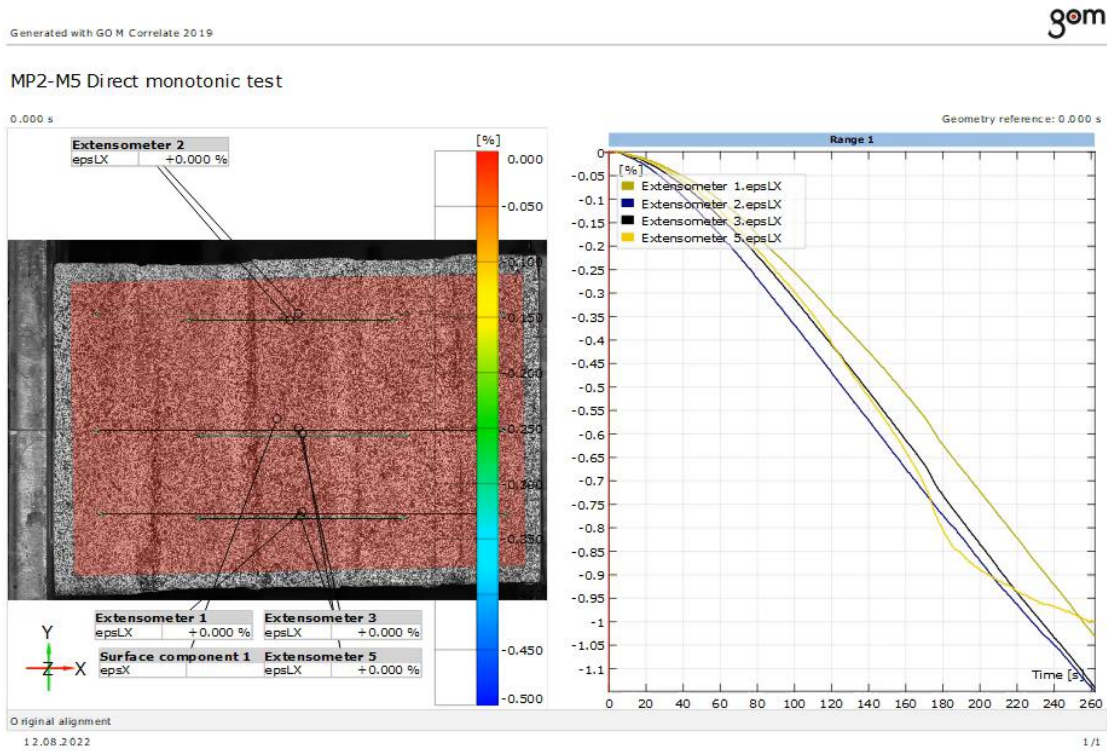 gom
Generated with GOM Correlate 2019
MP2-M5 Direct monotonic test
0.000 s
Geometry reference: 0.000 s
Extensometer 2
epsLX +0.000 %
[%]
0.000
-0.050
-0.100
-0.150
-0.200
-0.250
-0.300
-0.350
-0.450
-0.500
Extensometer 1
epsLX +0.000 %
Extensometer 3
epsLX +0.000 %
Surface component 1
epsX
Extensometer 5
epsLX +0.000 %
Y
Z
X
Range 1
[%]
Extensometer 1.epsLX
Extensometer 2.epsLX
Extensometer 3.epsLX
Extensometer 5.epsLX
0
-0.05
-0.1
-0.15
-0.2
-0.25
-0.3
-0.35
-0.4
-0.45
-0.5
-0.55
-0.6
-0.65
-0.7
-0.75
-0.8
-0.85
-0.9
-0.95
-1
-1.05
-1.1
Time [s]
0 20 40 60 80 100 120 140 160 180 200 220 240 260
Original alignment
12.08.2022
1/1